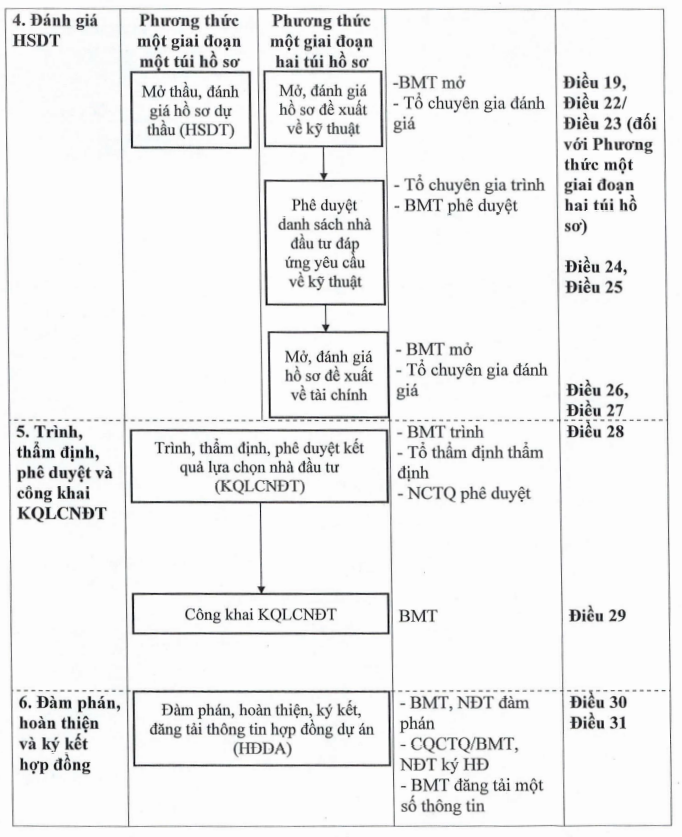 4. Đánh giá
HSDT
Phương thức
một giai đoạn
một túi hồ sơ
Mở thầu, đánh
giá hồ sơ dự
thầu (HSDT)
Phương thức
một giai đoạn
hai túi hồ sơ
Mở, đánh giá
hồ sơ đề xuất
về kỹ thuật
Phê duyệt
danh sách nhà
đầu tư đáp
ứng yêu cầu
về kỹ thuật
Mở, đánh giá
hồ sơ đề xuất
về tài chính
-BMT mở
- Tổ chuyên gia đánh
giá
- Tổ chuyên gia trình
- BMT phê duyệt
- BMT mở
- Tổ chuyên gia đánh
giá
Điều 19,
Điều 22/
Điều 23 (đối
với Phương
thức một
giai đoạn
hai túi hồ
sơ)
Điều 24,
Điều 25
Điều 26,
Điều 27
5. Trình,
thẩm định,
phê duyệt và
công khai
KQLCNĐT
Trình, thẩm định, phê duyệt kết
quả lựa chọn nhà đầu tư
(KQLCNĐT)
- BMT trình
- Tổ thẩm định thẩm
định
- NCTQ phê duyệt
Điều 28
Công khai KQLCNĐT
BMT
Điều 29
6. Đàm phán,
hoàn thiện
và ký kết
hợp đồng
Đàm phán, hoàn thiện, ký kết,
đăng tải thông tin hợp đồng dự án
(HĐDA)
- BMT, NĐT đàm
phán
- CQCTQ/BMT,
NĐT ký HĐ
- BMT đăng tải một
số thông tin
Điều 30
Điều 31